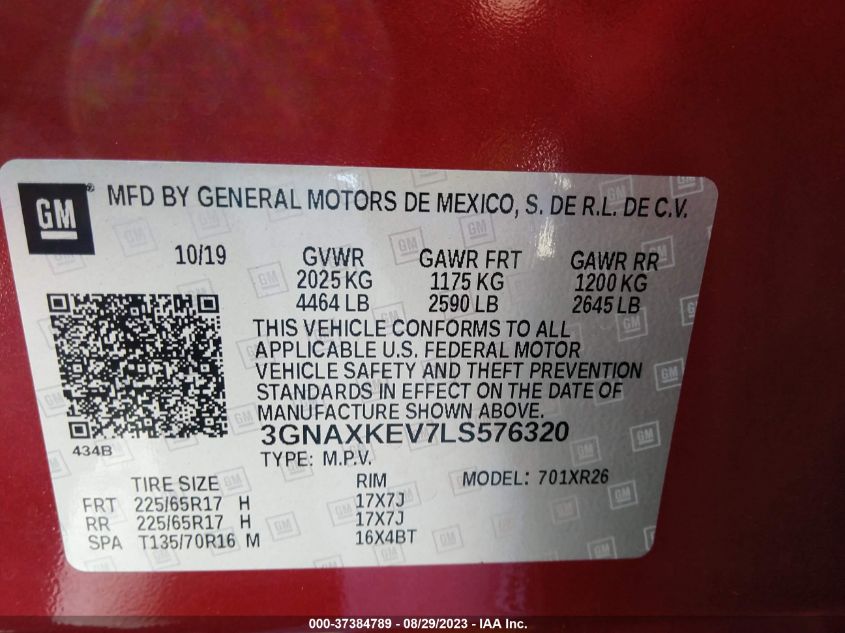 GM
®
MFD BY GENERAL MOTORS DE MEXICO, S. DE R.L. DE C.V.
10/19 GVWR GAWR FRT GAWR RR
2025 KG 1175 KG 1200 KG
4464 LB 2590 LB 2645 LB
THIS VEHICLE CONFORMS TO ALL
APPLICABLE U.S. FEDERAL MOTOR
VEHICLE SAFETY AND THEFT PREVENTION
STANDARDS IN EFFECT ON THE DATE OF
MANUFACTURE SHOWN ABOVE.
434B
3GNAXKEV7LS576320
TYPE: M.P.V.
TIRE SIZE RIM MODEL: 701XR26
FRT 225/65R17 H 17X7J
RR 225/65R17 H 17X7J
SPA T135/70R16 M 16X4BT
000-37384789 - 08/29/2023 - IAA Inc.